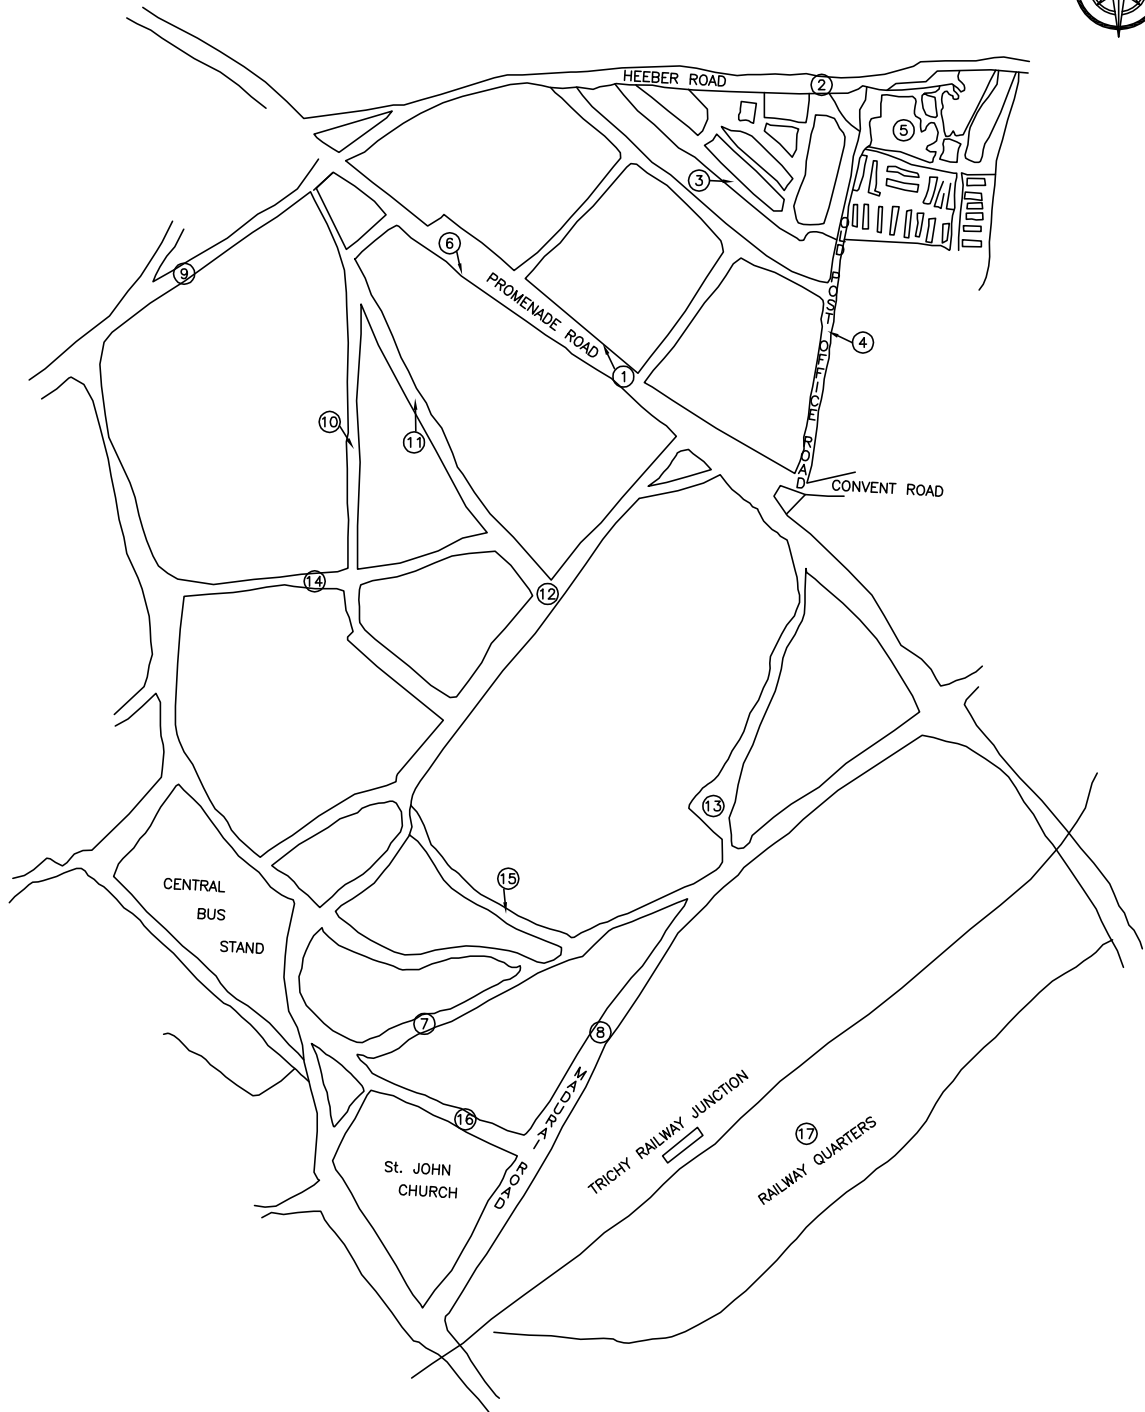 HEEBER ROAD
2
5
3
OLD POST OFFICE ROAD
6
9
PROMENADE ROAD
4
1
10
11
CONVENT ROAD
14
12
13
15
CENTRAL
BUS
STAND
7
8
MADURAI ROAD
16
TRICHY RAILWAY JUNCTION
17
RAILWAY QUARTERS
St. JOHN
CHURCH